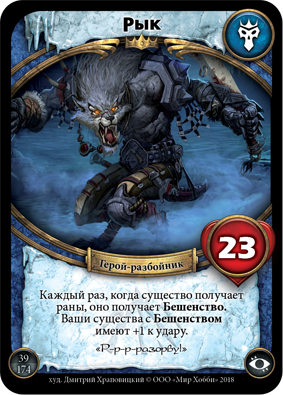 Рык
23
Герой-разбойник
Каждый раз, когда существо получает
раны, оно получает Бешенство.
Ваши существа с Бешенством
имеют +1 к удару.
«Р-р-р-разорву!»
39
174
худ. Дмитрий Храповицкий © ООО «Мир Хобби» 2018